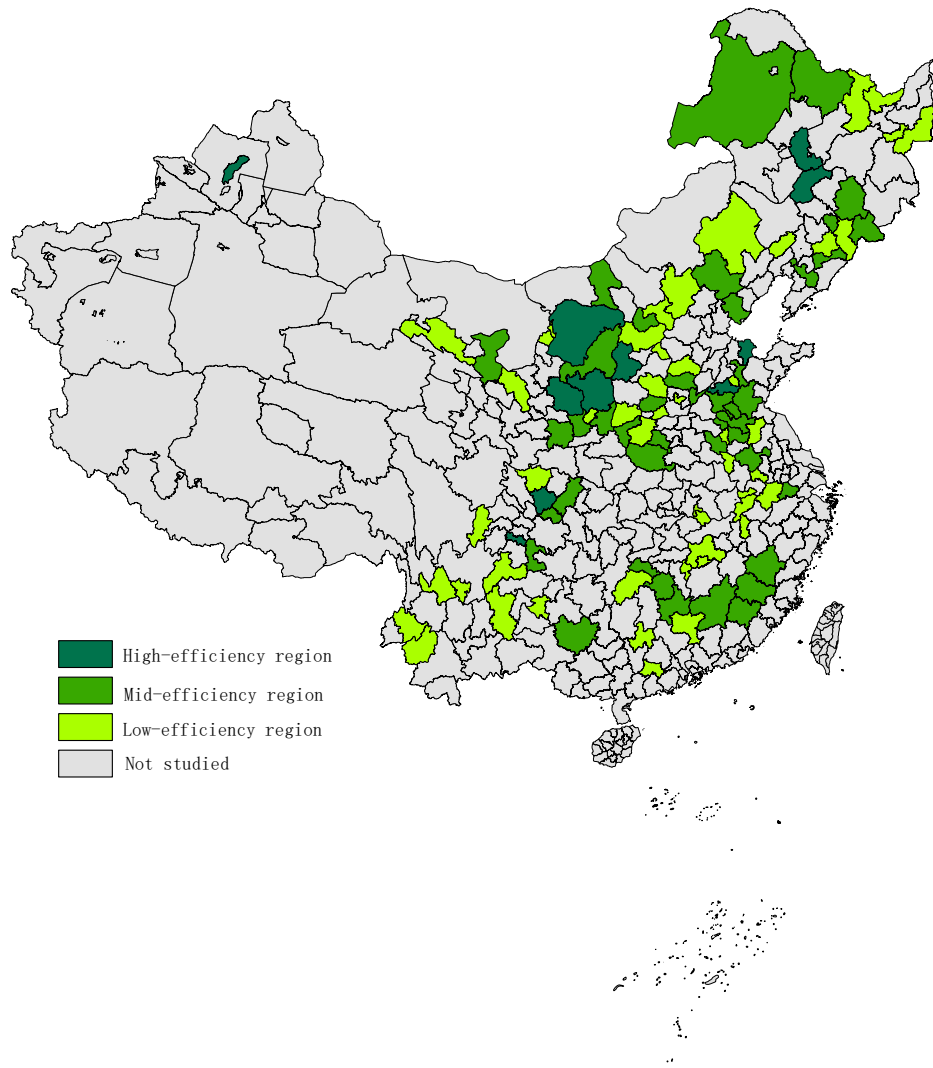 High-efficiency region
Mid-efficiency region
Low-efficiency region
Not studied